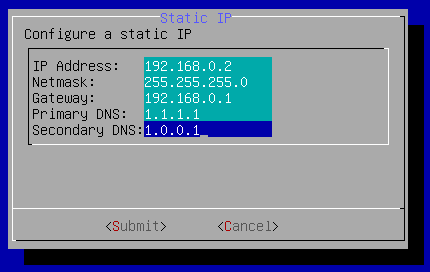 Static IP
Configure a static IP
IP Address: 192.168.0.2
Netmask: 255.255.255.0
Gateway: 192.168.0.1
Primary DNS: 1.1.1.1
Secondary DNS: 1.0.0.1_
<Submit> <Cancel>